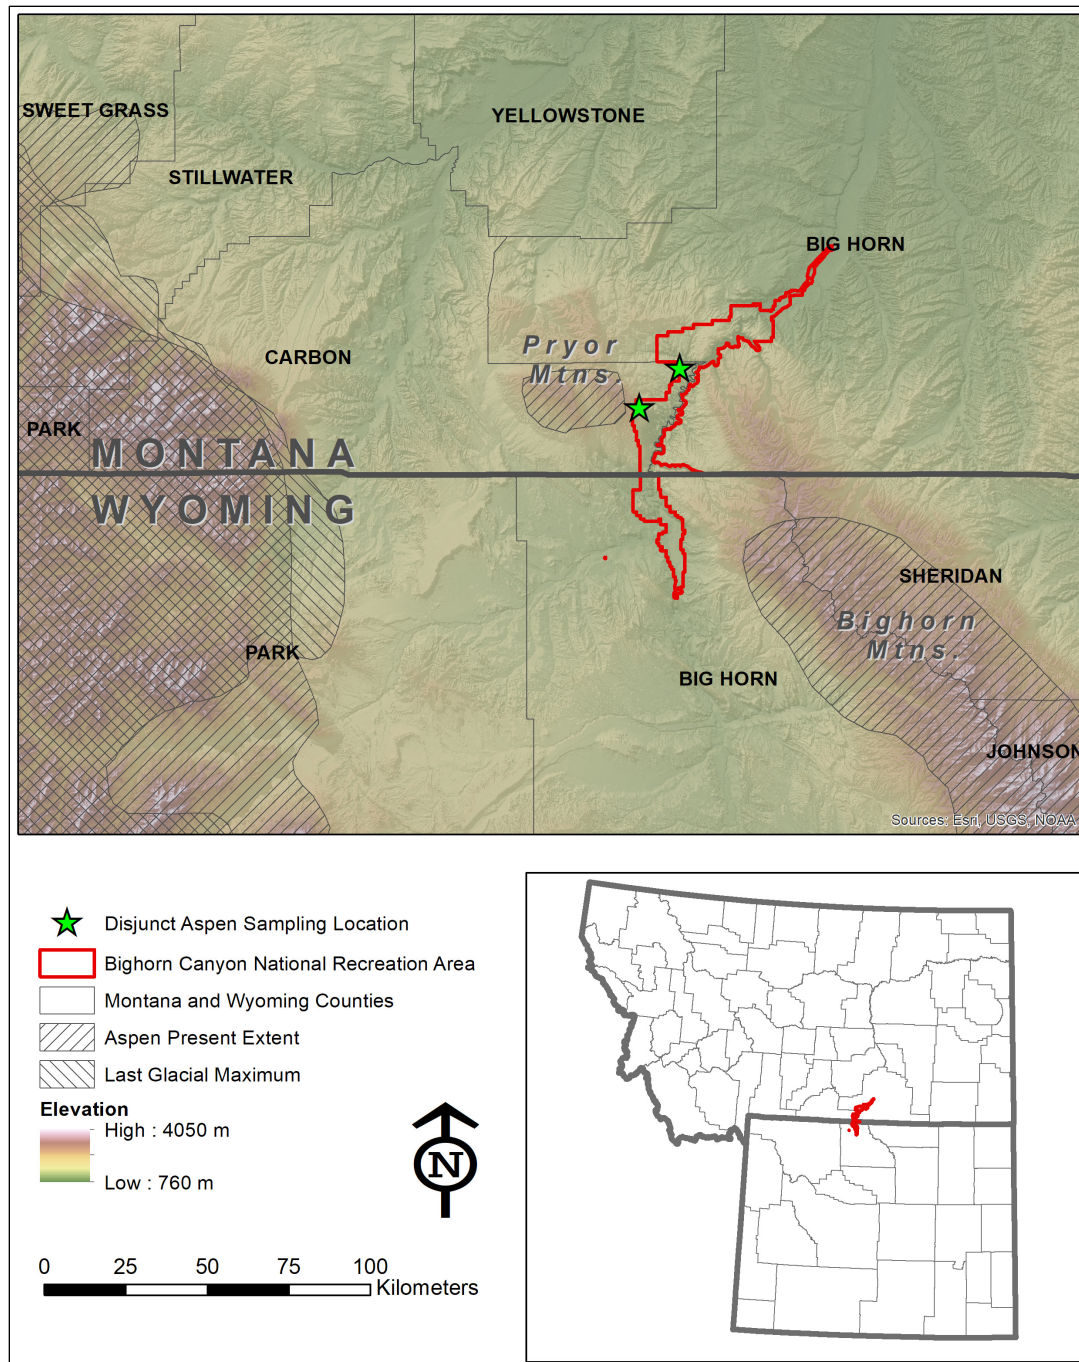 SWEET GRASS
YELLOWSTONE
STILLWATER
BIG HORN
Pryor
Mtns.
CARBON
PARK
MONTANA
WYOMING
SHERIDAN
Bighorn
Mtns.
PARK
BIG HORN
JOHNSON
Sources: Esri, USGS, NOAA
Disjunct Aspen Sampling Location
Bighorn Canyon National Recreation Area
Montana and Wyoming Counties
Aspen Present Extent
Last Glacial Maximum
Elevation
High : 4050 m
Low : 760 m
N
0 25 50 75 100
Kilometers